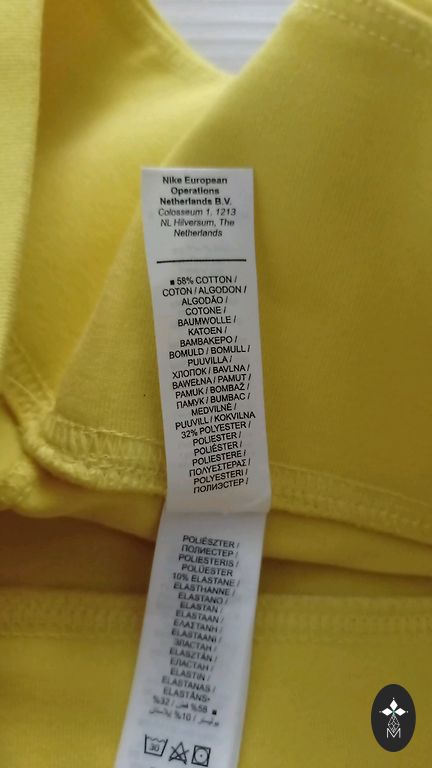 Nike European
Operations
Netherlands B.V.
Colosseum 1, 1213
NL Hilversum, The
Netherlands
■ 58% COTTON /
COTON / ALGODON /
ALGODÃO /
COTONE /
BAUMWOLLE /
KATOEN /
ΒΑΜΒΑΚΕΡΟ /
BOMULD / BOMULL /
PUUVILLA /
ХЛОПОК / BAVLNA /
BAWEŁNA / PAMUT /
PAMUK / BOMBAŽ /
ПАМУК / BUMBAC /
MEDVILNĖ /
PUUVILL / KOKVILNA
32% POLYESTER /
POLIESTER /
POLIÉSTER /
POLIESTERE /
ΠΟΛΥΕΣΤΕΡΑΣ /
POLYESTERI /
ПОЛИЭСТЕР /
POLIÉSZTER /
ПОЛИЕСТЕР /
POLIESTERIS /
POLÜESTER
10% ELASTANE /
ELASTHANNE /
ELASTANO /
ELASTAN /
ELASTAAN /
ΕΛΑΣΤΑΝΗ /
ELASTAANI /
ЭЛАСТАН /
ELASZTÁN /
ЕЛАСТАН /
ELASTIN /
ELASTANAS /
ELASTĀNS•
30
M